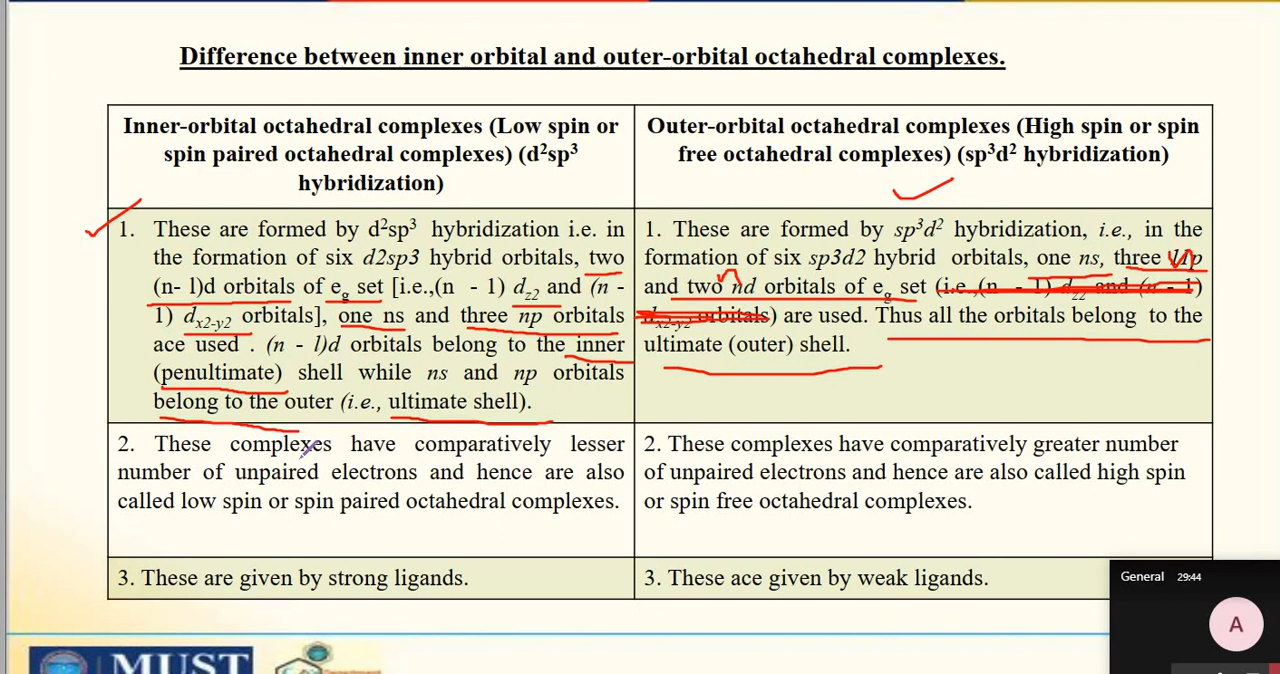 Difference between inner orbital and outer-orbital octahedral complexes.
Inner-orbital octahedral complexes (Low spin or
spin paired octahedral complexes) (d²sp³
hybridization)
Outer-orbital octahedral complexes (High spin or spin
free octahedral complexes) (sp³d² hybridization)
1. These are formed by d²sp³ hybridization i.e. in
the formation of six d2sp3 hybrid orbitals, two
(n- l)d orbitals of eg set [i.e.,(n - 1) dz2 and (n -
1) dx2-y2 orbitals], one ns and three np orbitals
ace used . (n - l)d orbitals belong to the inner
(penultimate) shell while ns and np orbitals
belong to the outer (i.e., ultimate shell).
1. These are formed by sp³d² hybridization, i.e., in the
formation of six sp3d2 hybrid orbitals, one ns, three
and two nd orbitals of eg set (i.e.,(n - 1) dz2 and (n - 1)
dx2-y2 orbitals) are used. Thus all the orbitals belong to the
ultimate (outer) shell.
2. These complexes have comparatively lesser
number of unpaired electrons and hence are also
called low spin or spin paired octahedral complexes.
2. These complexes have comparatively greater number
of unpaired electrons and hence are also called high spin
or spin free octahedral complexes.
3. These are given by strong ligands.
3. These ace given by weak ligands.
General 29:44
A
MUST